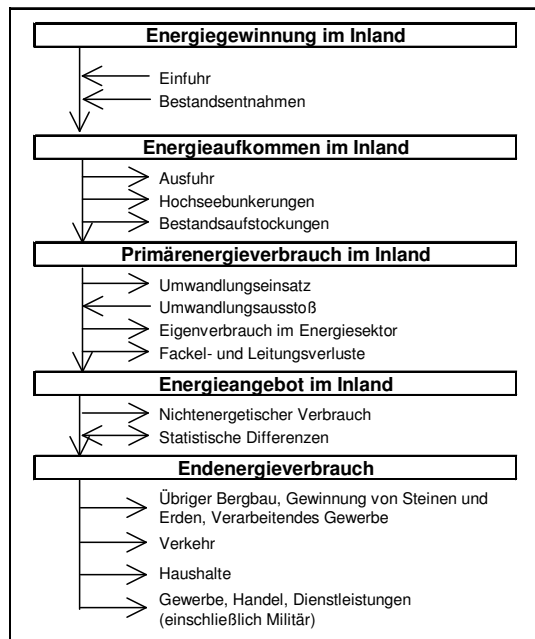 Energiegewinnung im Inland
Einfuhr
Bestandsentnahmen
Energieaufkommen im Inland
Ausfuhr
Hochseebunkerungen
Bestandsaufstockungen
Primärenergieverbrauch im Inland
Umwandlungseinsatz
Umwandlungsausstoß
Eigenverbrauch im Energiesektor
Fackel- und Leitungsverluste
Energieangebot im Inland
Nichtenergetischer Verbrauch
Statistische Differenzen
Endenergieverbrauch
Übriger Bergbau, Gewinnung von Steinen und
Erden, Verarbeitendes Gewerbe
Verkehr
Haushalte
Gewerbe, Handel, Dienstleistungen
(einschließlich Militär)